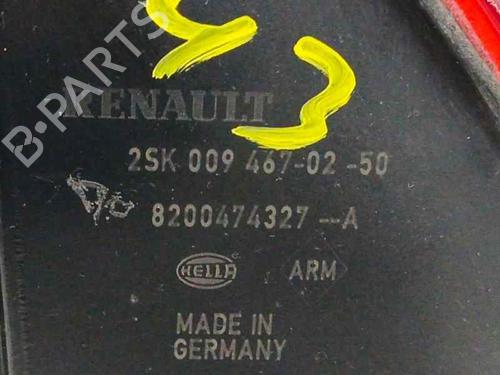 B-PARTS
RENAULT
2SK 009 467-02-50
8200474327--A
HELLA ARM
MADE IN
GERMANY